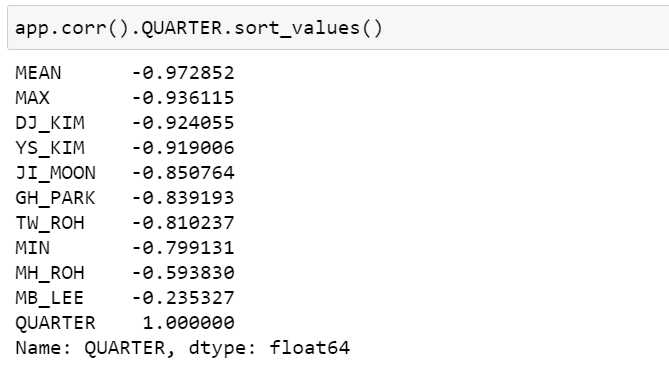 app.corr().QUARTER.sort_values()
MEAN -0.972852
MAX -0.936115
DJ_KIM -0.924055
YS_KIM -0.919006
JI_MOON -0.850764
GH_PARK -0.839193
TW_ROH -0.810237
MIN -0.799131
MH_ROH -0.593830
MB_LEE -0.235327
QUARTER 1.000000
Name: QUARTER, dtype: float64